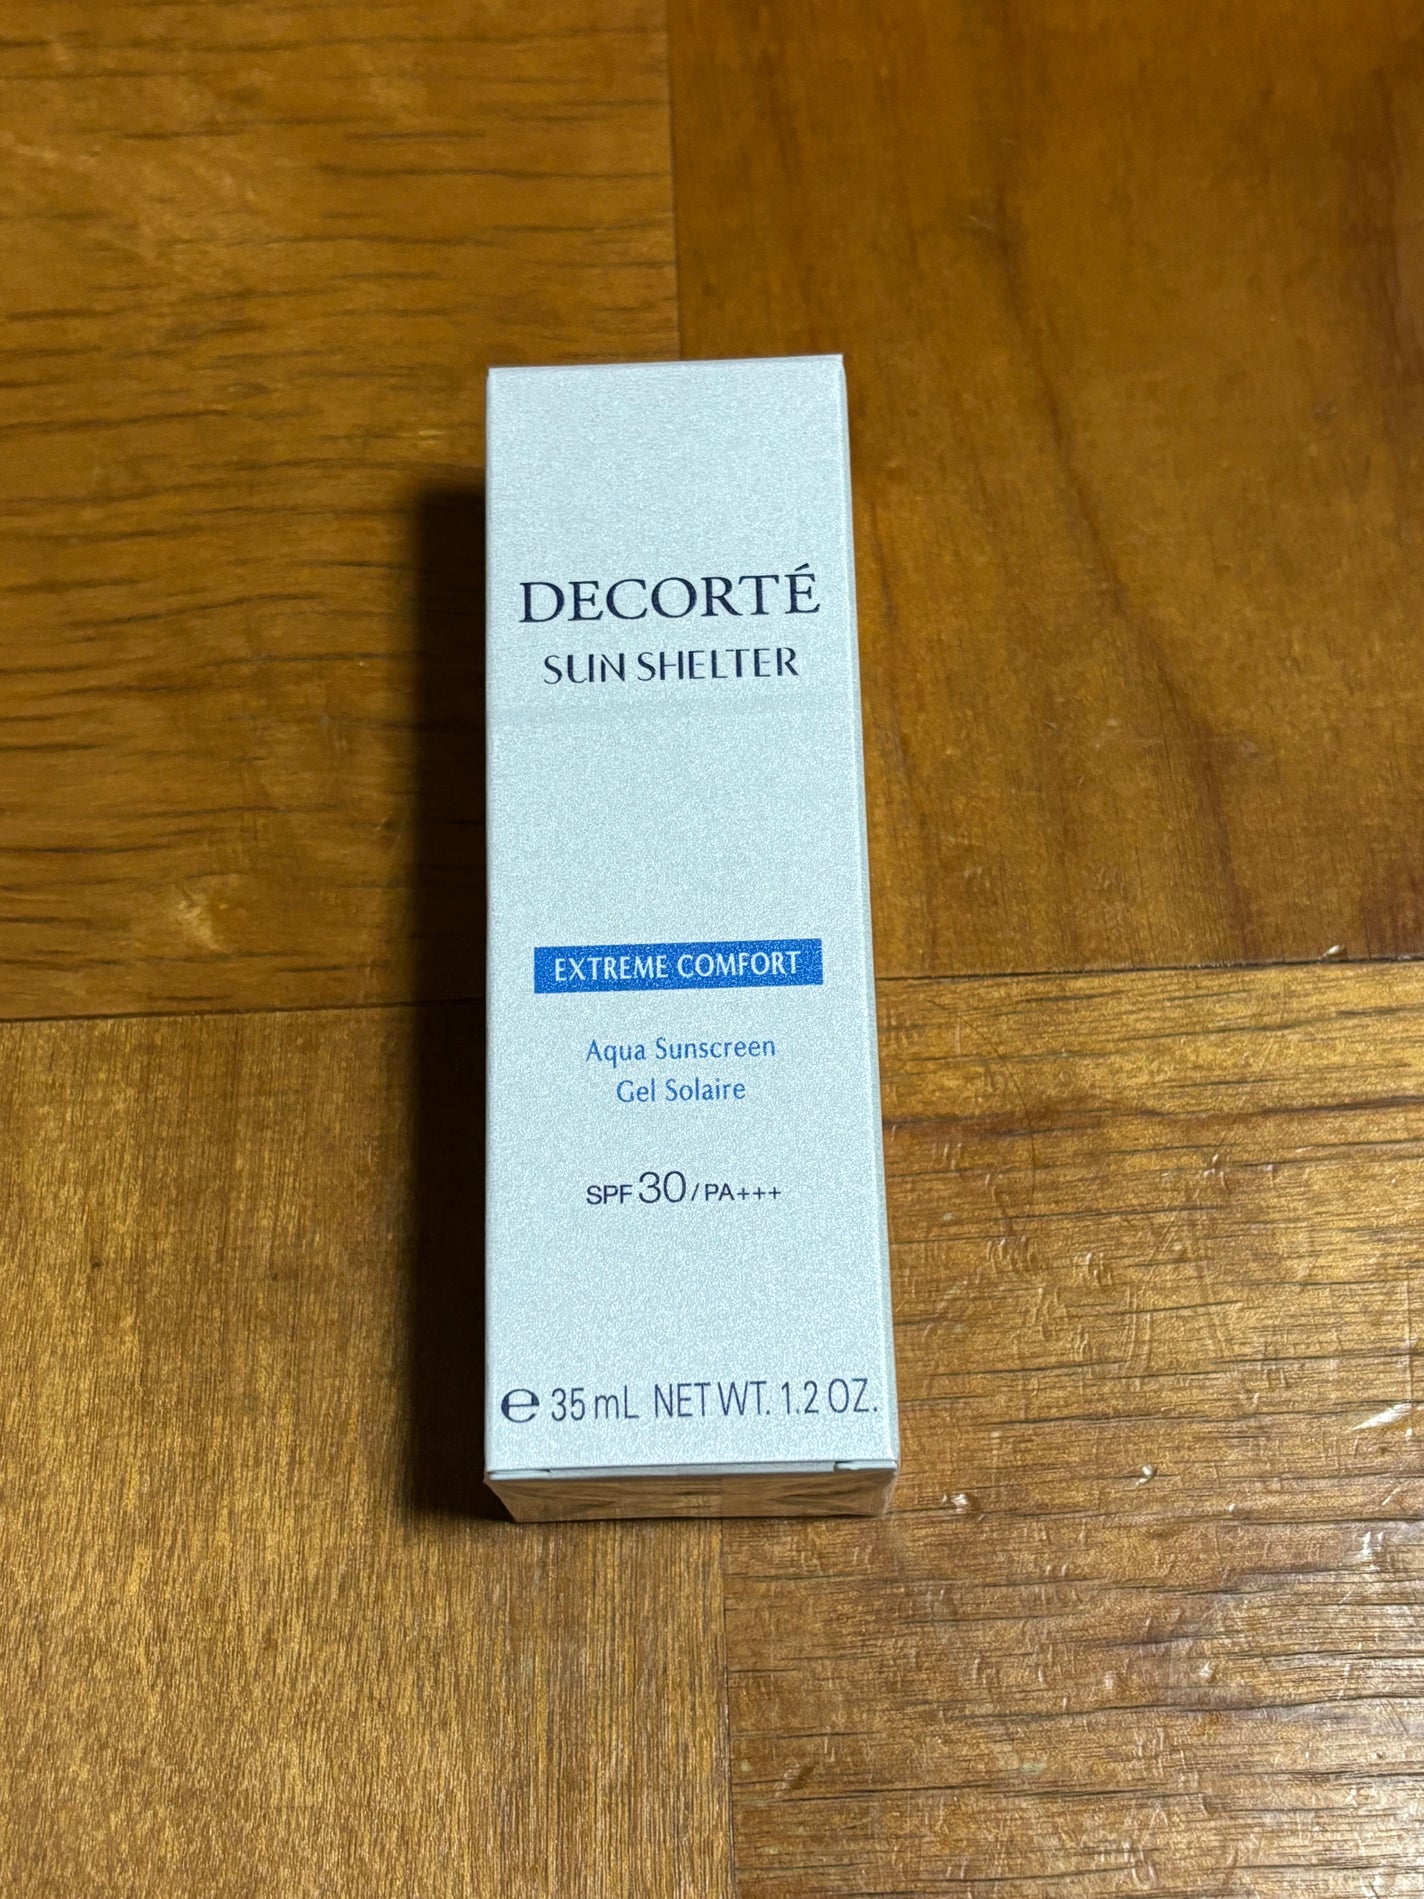 DECORTÉ
SUN SHELTER
EXTREME COMFORT
Aqua Sunscreen
Gel Solaire
SPF 30/PA+++
℮ 35 mL NET WT. 1.2 OZ.